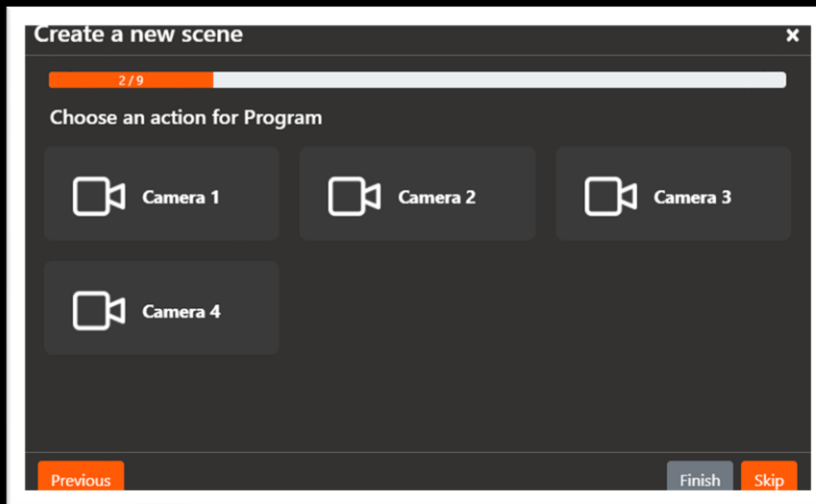 Create a new scene
2 / 9
Choose an action for Program
Camera 1
Camera 2
Camera 3
Camera 4
Previous
Finish
Skip